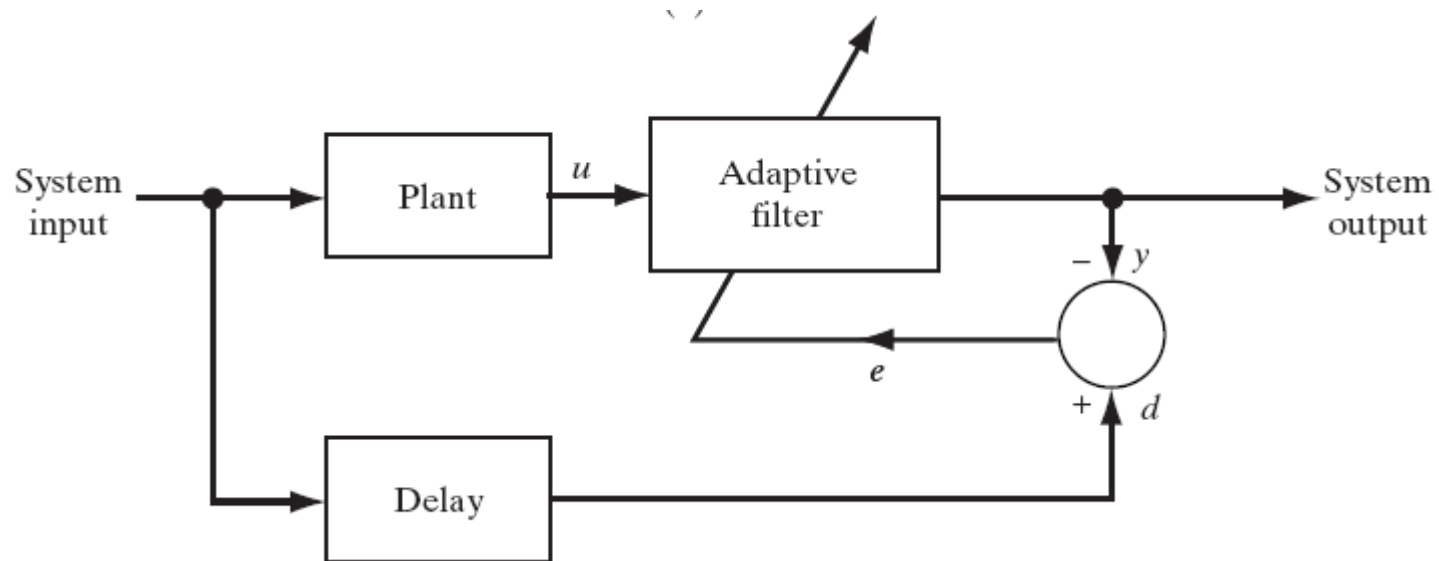 System
input
Plant
u
Adaptive
filter
System
output
− y
e
+ d
Delay